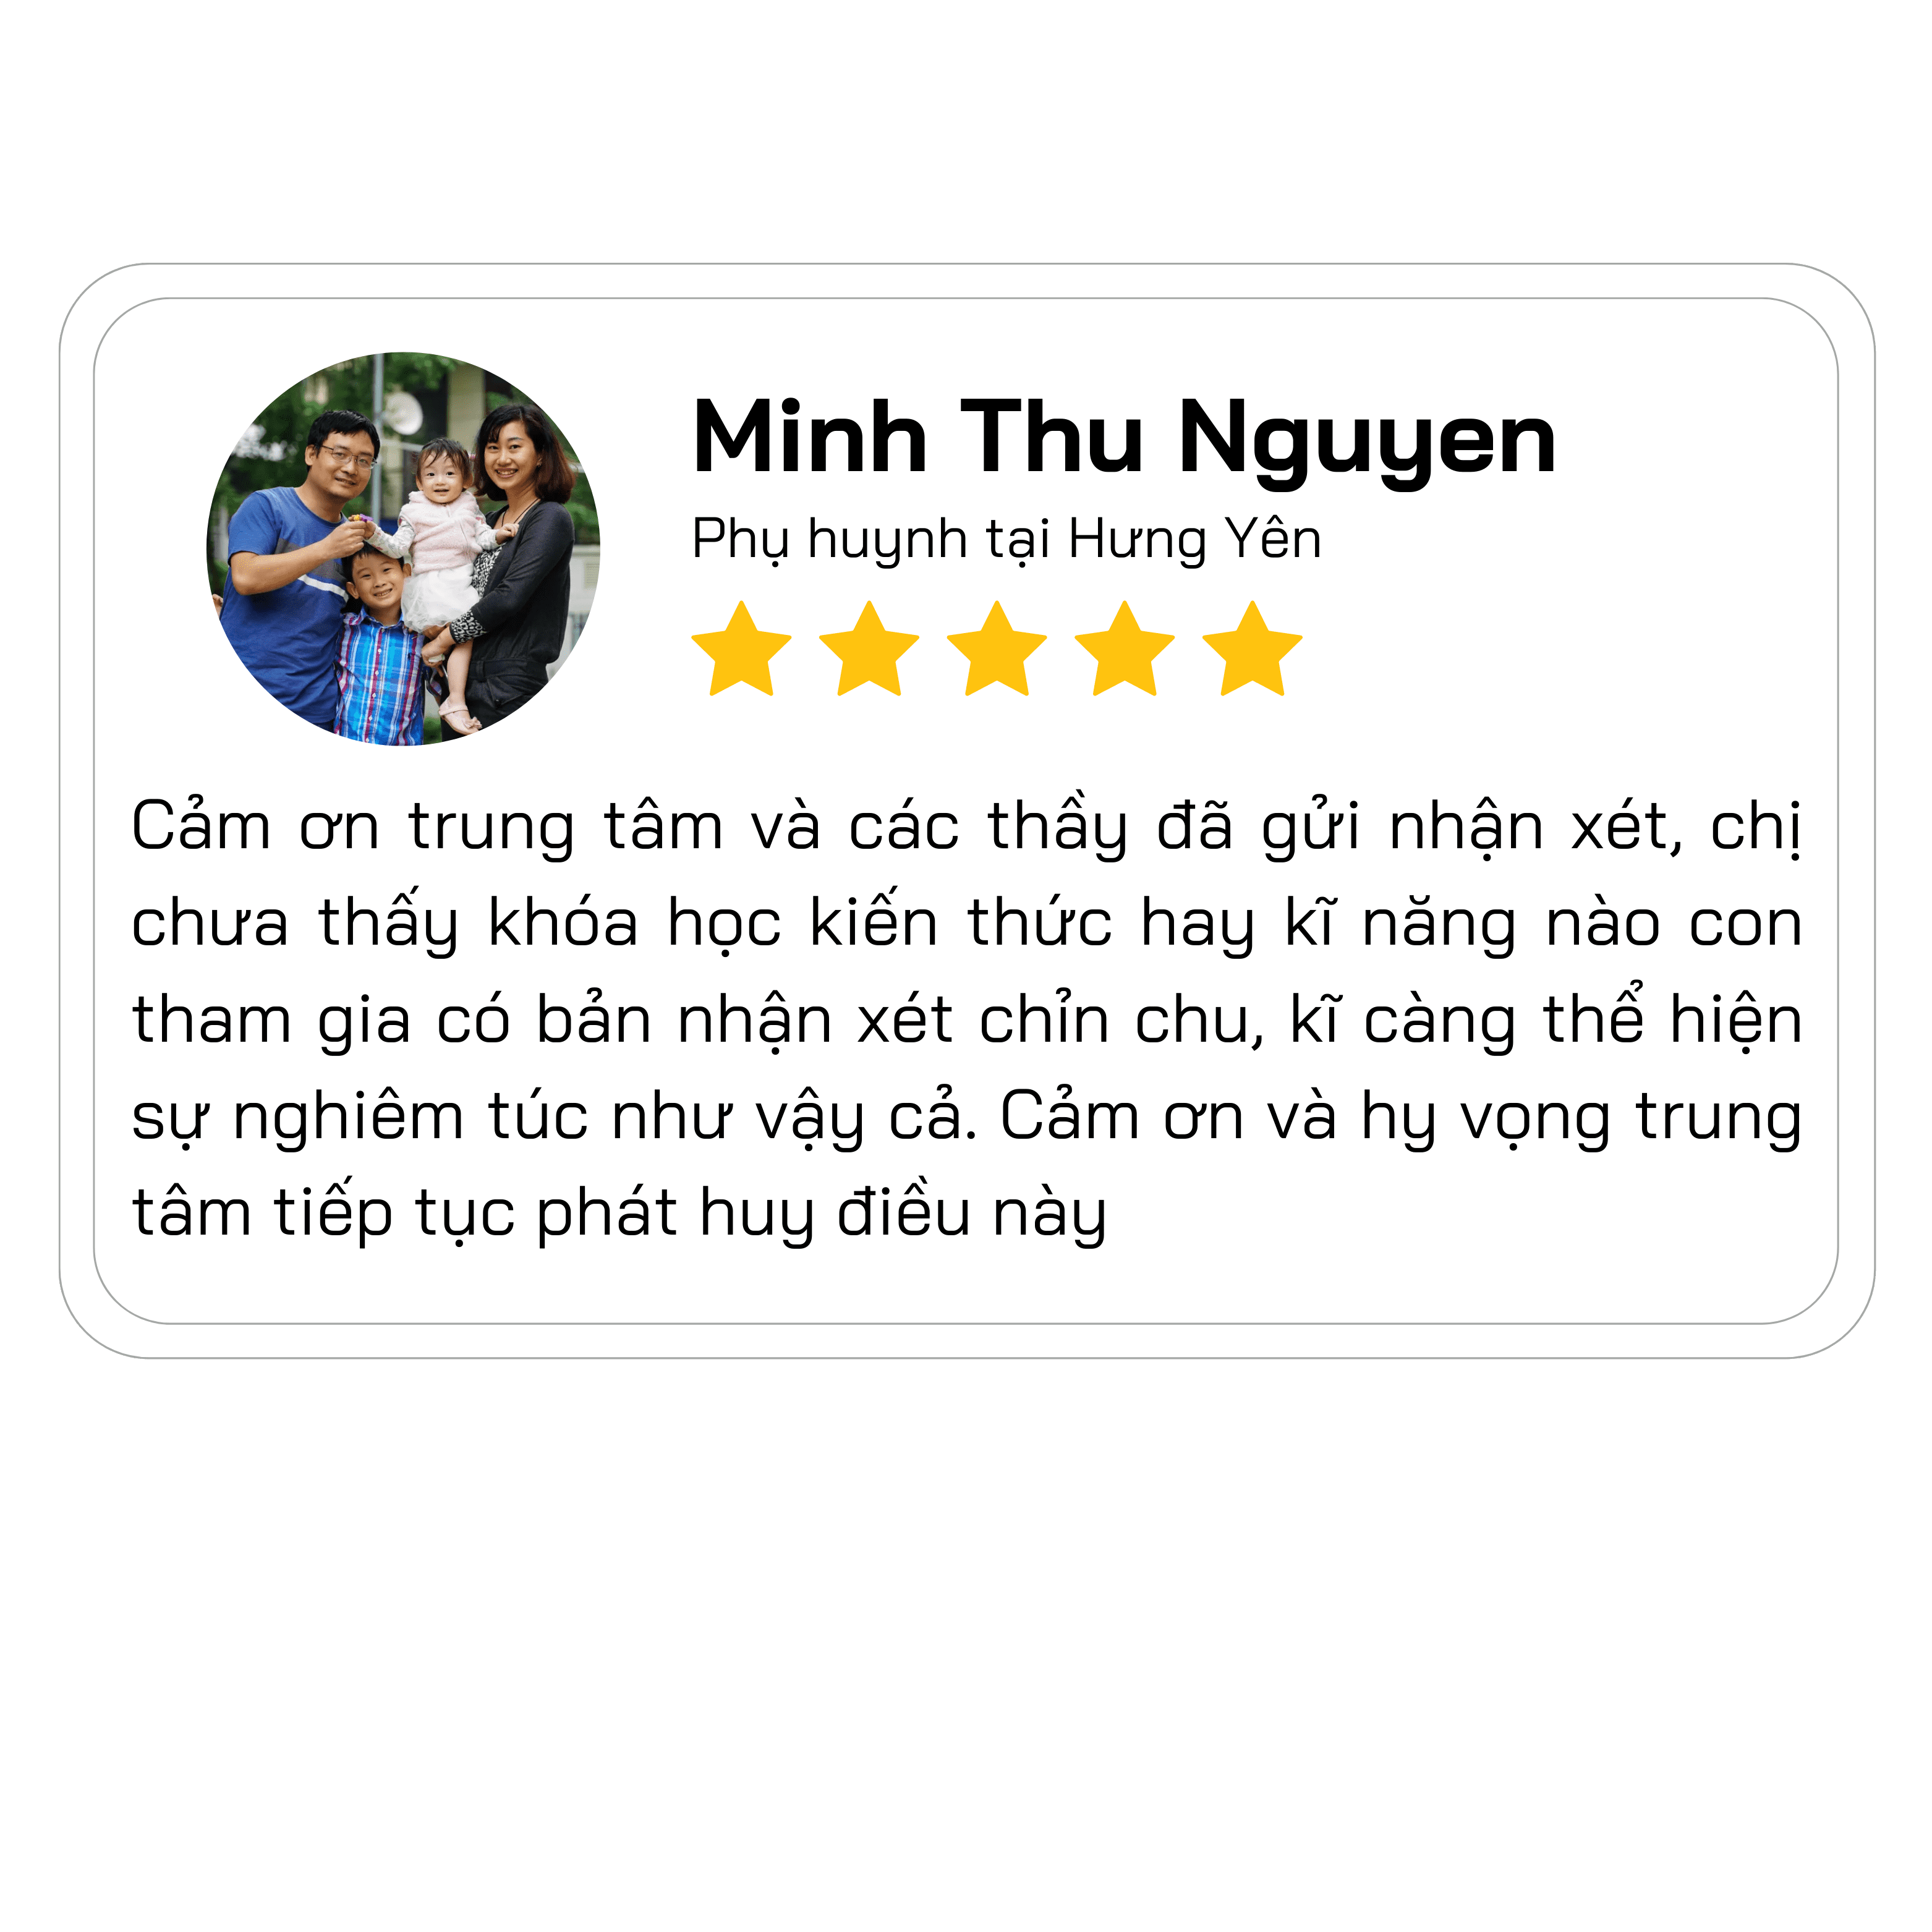 Minh Thu Nguyen
Phụ huynh tại Hưng Yên
Cảm ơn trung tâm và các thầy đã gửi nhận xét, chị
chưa thấy khóa học kiến thức hay kĩ năng nào con
tham gia có bản nhận xét chỉn chu, kĩ càng thể hiện
sự nghiêm túc như vậy cả. Cảm ơn và hy vọng trung
tâm tiếp tục phát huy điều này